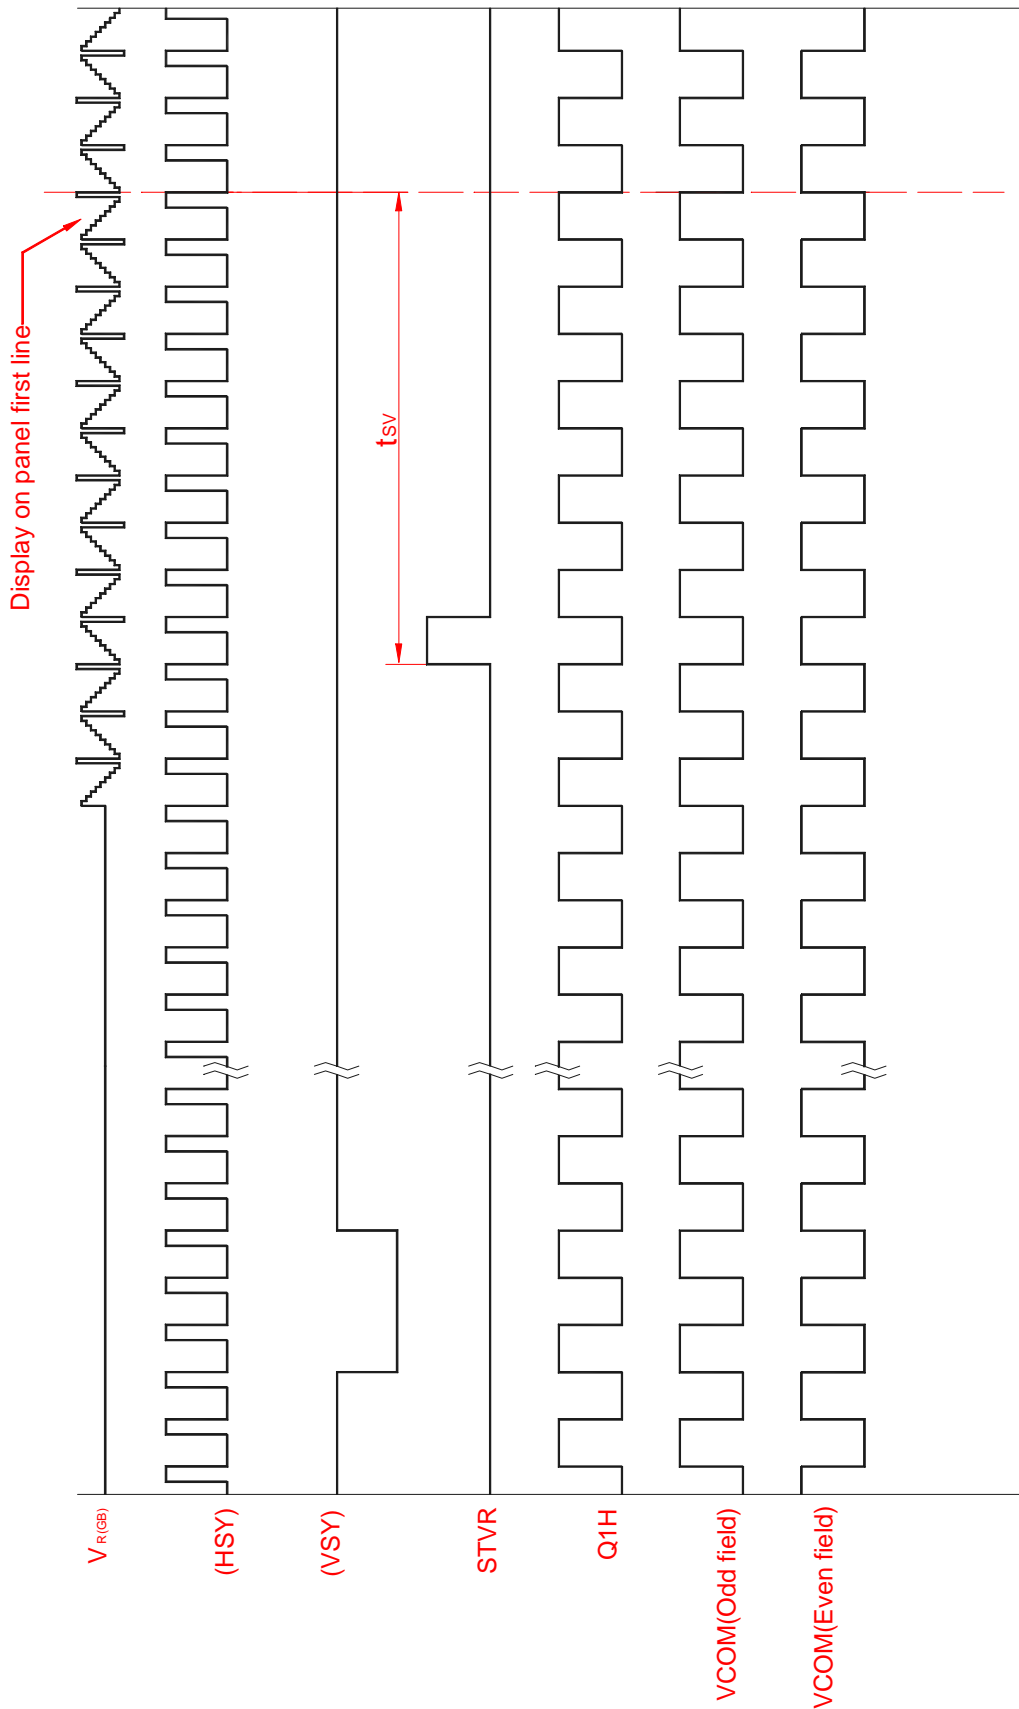 Display on panel first line
tsv
VR(GB)
(HSY)
(VSY)
STVR
Q1H
VCOM(Odd field)
VCOM(Even field)